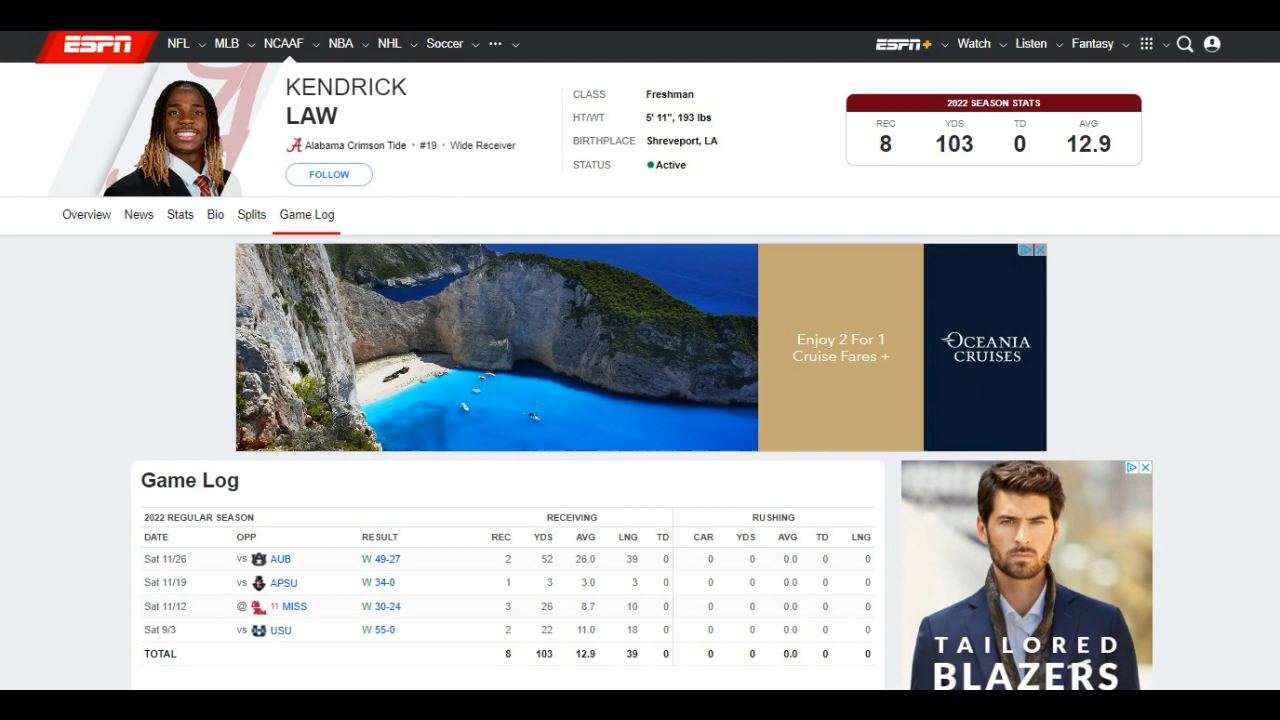 ESPN NFL MLB NCAAF NBA NHL Soccer ••• ESPN+ Watch Listen Fantasy
KENDRICK
LAW
Alabama Crimson Tide • #19 • Wide Receiver
FOLLOW
CLASS Freshman
HT/WT 5' 11", 193 lbs
BIRTHPLACE Shreveport, LA
STATUS Active
2022 SEASON STATS
REC YDS TD AVG
8 103 0 12.9
Overview News Stats Bio Splits Game Log
Enjoy 2 For 1
Cruise Fares +
OCEANIA
CRUISES
Game Log
2022 REGULAR SEASON RECEIVING RUSHING
DATE OPP RESULT REC YDS AVG LNG TD CAR YDS AVG TD LNG
Sat 11/26 vs AUB W 49-27 2 52 26.0 39 0 0 0 0.0 0 0
Sat 11/19 vs APSU W 34-0 1 3 3.0 3 0 0 0 0.0 0 0
Sat 11/12 @ 11 MISS W 30-24 3 26 8.7 10 0 0 0 0.0 0 0
Sat 9/3 vs USU W 55-0 2 22 11.0 18 0 0 0 0.0 0 0
TOTAL 8 103 12.9 39 0 0 0 0.0 0 0
TAILORED
BLAZERS